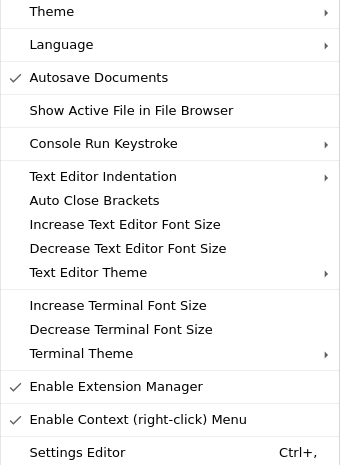 Theme
Language
Autosave Documents
Show Active File in File Browser
Console Run Keystroke
Text Editor Indentation
Auto Close Brackets
Increase Text Editor Font Size
Decrease Text Editor Font Size
Text Editor Theme
Increase Terminal Font Size
Decrease Terminal Font Size
Terminal Theme
Enable Extension Manager
Enable Context (right-click) Menu
Settings Editor Ctrl+,